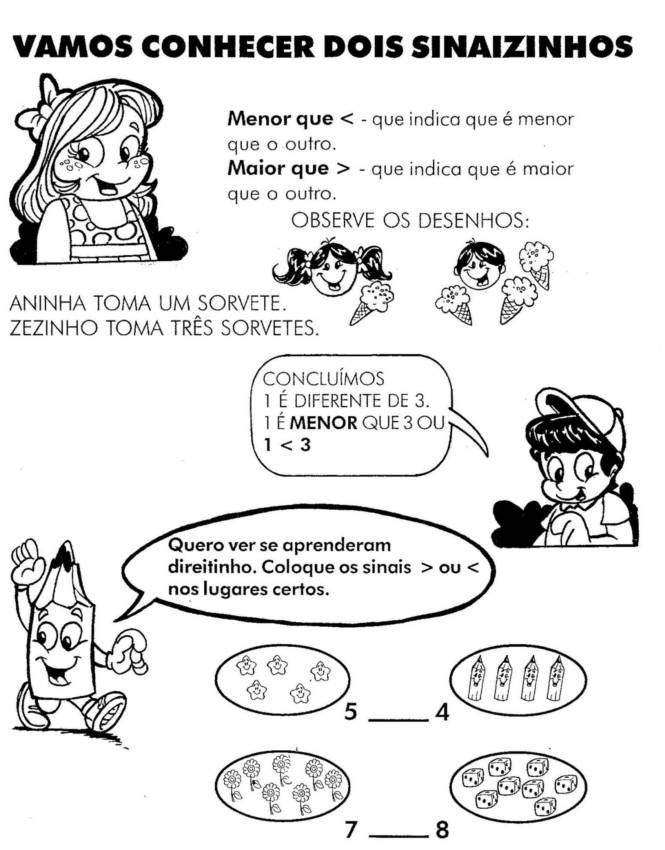 VAMOS CONHECER DOIS SINAIZINHOS
Menor que < - que indica que é menor
que o outro.
Maior que > - que indica que é maior
que o outro.
OBSERVE OS DESENHOS:
ANINHA TOMA UM SORVETE.
ZEZINHO TOMA TRÊS SORVETES.
CONCLUÍMOS
1 É DIFERENTE DE 3.
1 É MENOR QUE 3 OU
1 < 3
Quero ver se aprenderam
direitinho. Coloque os sinais > ou <
nos lugares certos.
5 ____ 4
7 ____ 8